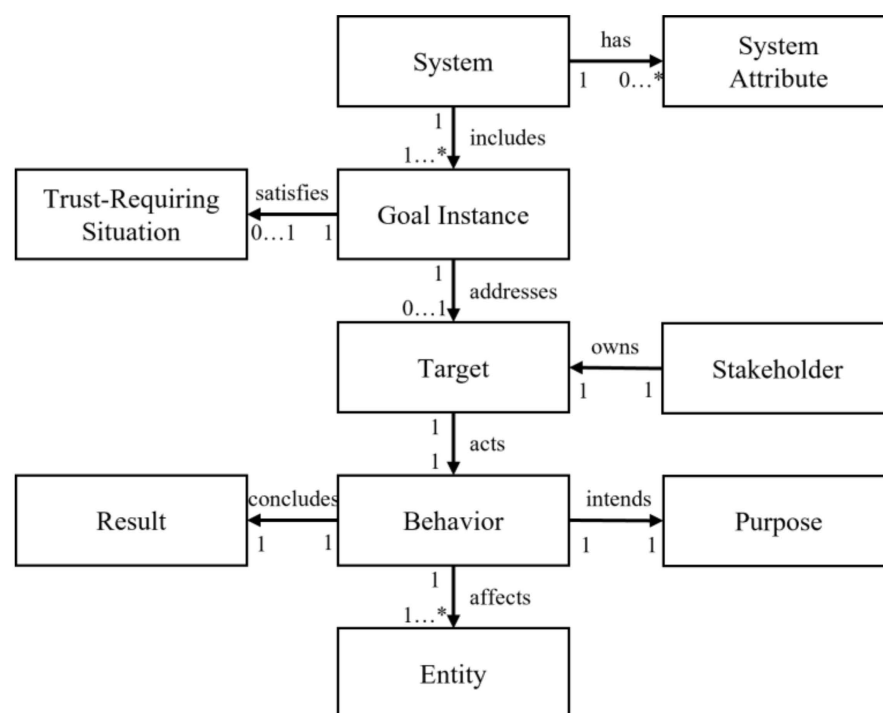 System
has
System
Attribute
1
0…*
1
includes
1…*
Trust-Requiring
Situation
satisfies
0…1
1
Goal Instance
1
addresses
0…1
Target
owns
1
1
Stakeholder
1
acts
1
Result
concludes
1
1
Behavior
intends
1
1
Purpose
1
affects
1…*
Entity